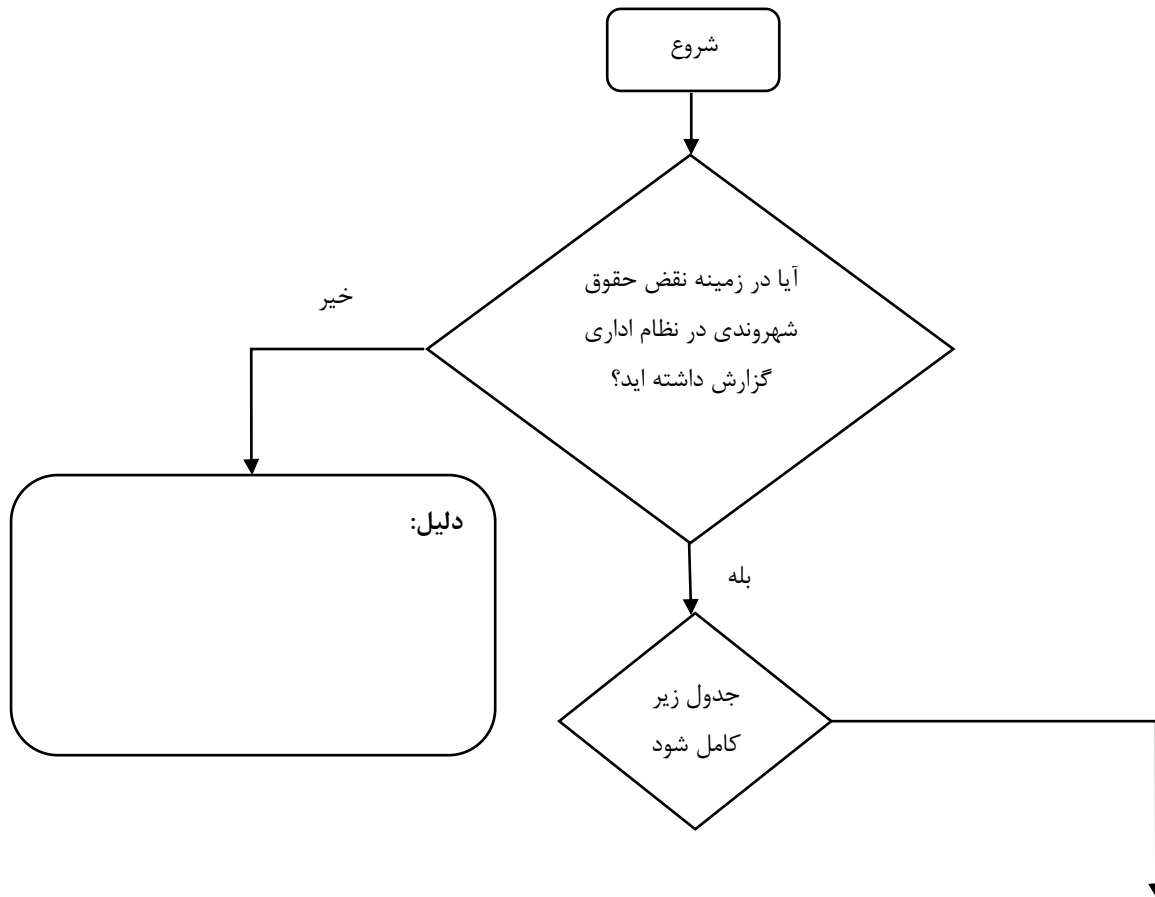 شروع
آیا در زمینه نقض حقوق
شهروندی در نظام اداری
گزارش داشته اید؟
خیر
دلیل:
بله
جدول زیر
کامل شود